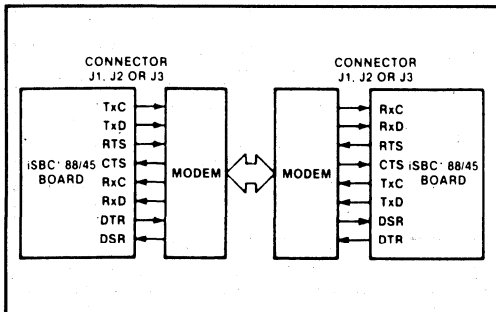 CONNECTOR
J1, J2 OR J3
CONNECTOR
J1, J2 OR J3
TxC
TxD
RTS
CTS
RxC
RxD
DTR
DSR
iSBC' 88/45
BOARD
MODEM
MODEM
RxC
RxD
RTS
CTS
TxC
TxD
DSR
DTR
iSBC' 88/45
BOARD